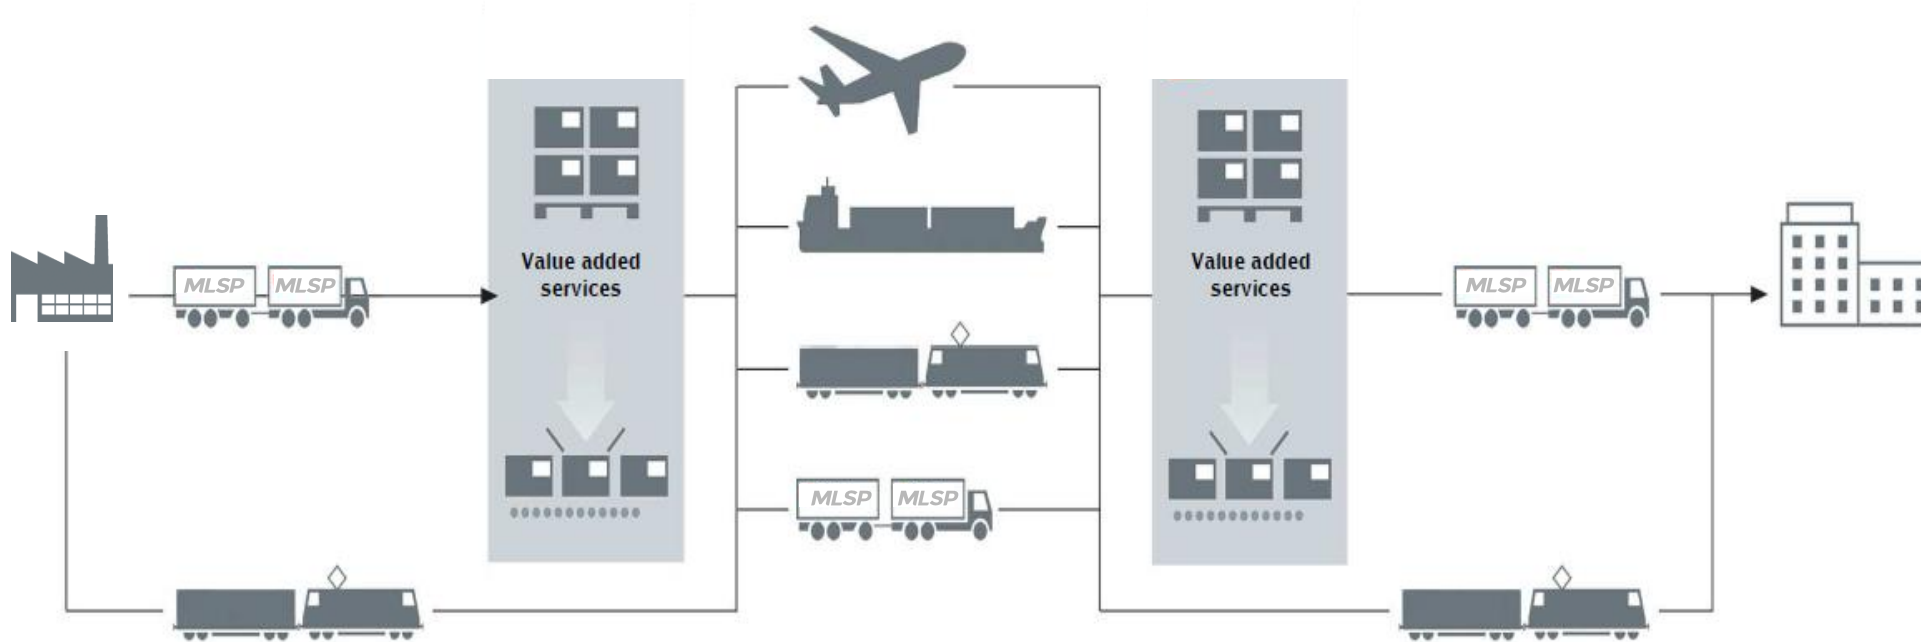 MLSP MLSP
Value added
services
MLSP MLSP
Value added
services
MLSP MLSP